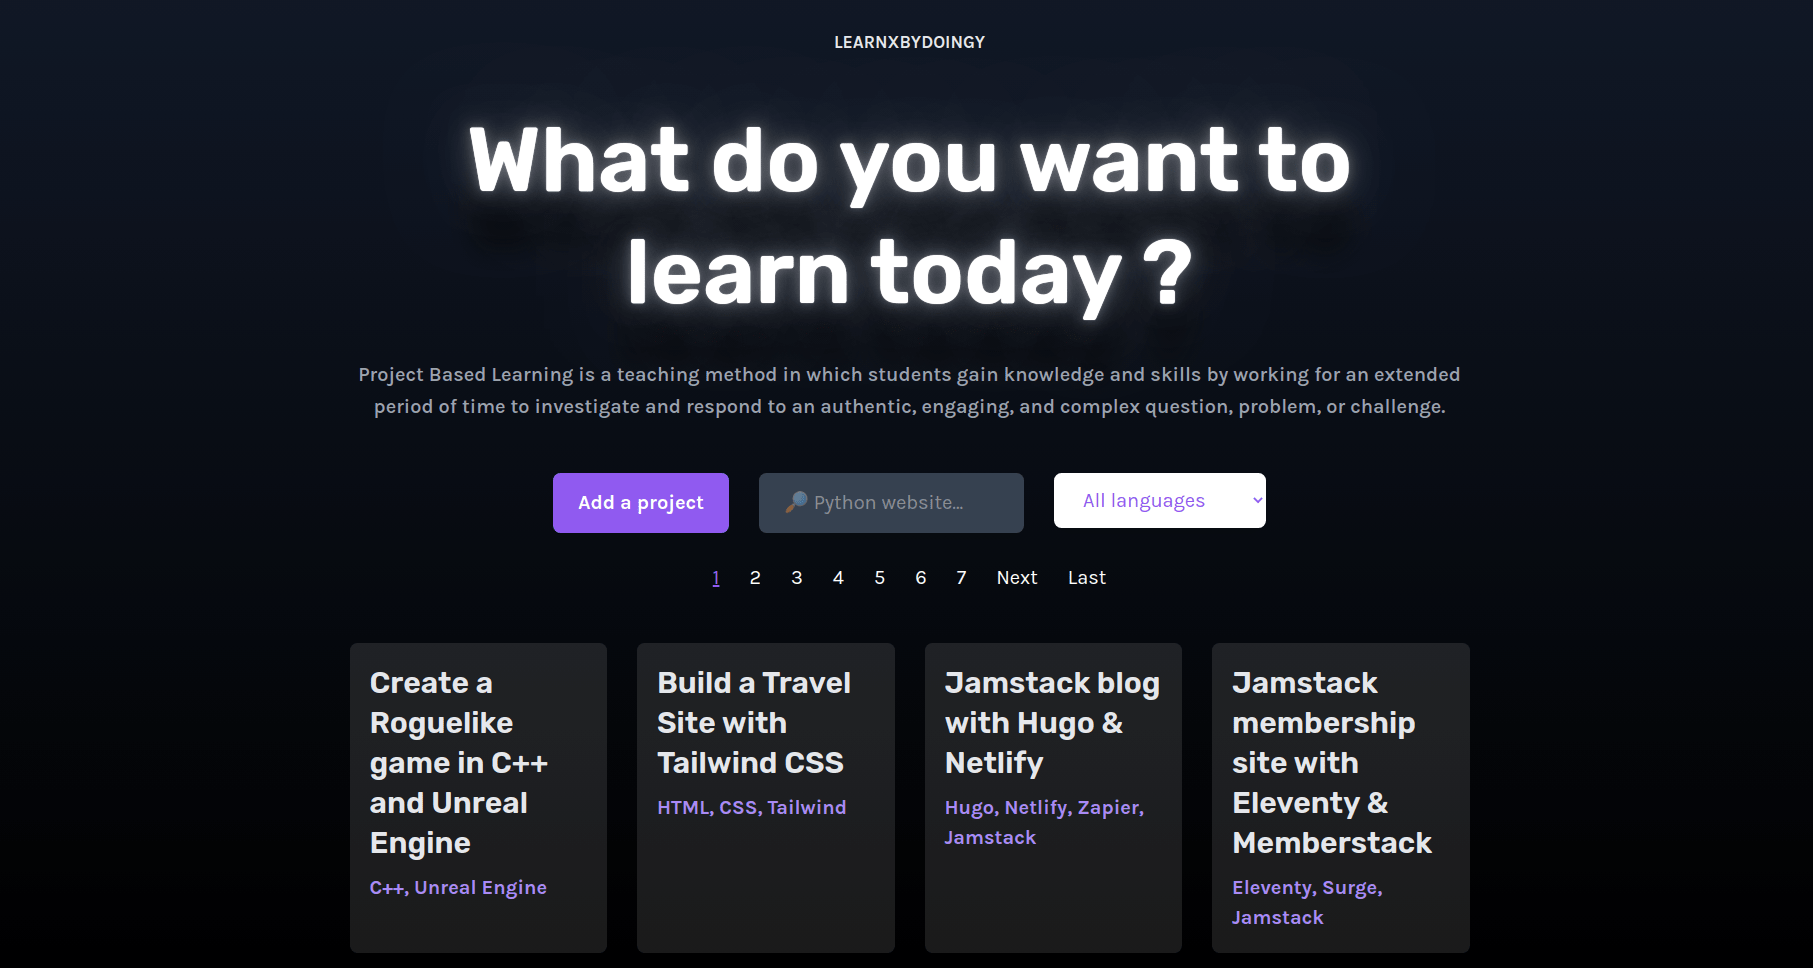 LEARNXBYDOINGY
What do you want to
learn today ?
Project Based Learning is a teaching method in which students gain knowledge and skills by working for an extended
period of time to investigate and respond to an authentic, engaging, and complex question, problem, or challenge.
Add a project
🔎 Python website...
All languages
1 2 3 4 5 6 7 Next Last
Create a
Roguelike
game in C++
and Unreal
Engine
C++, Unreal Engine
Build a Travel
Site with
Tailwind CSS
HTML, CSS, Tailwind
Jamstack blog
with Hugo &
Netlify
Hugo, Netlify, Zapier,
Jamstack
Jamstack
membership
site with
Eleventy &
Memberstack
Eleventy, Surge,
Jamstack